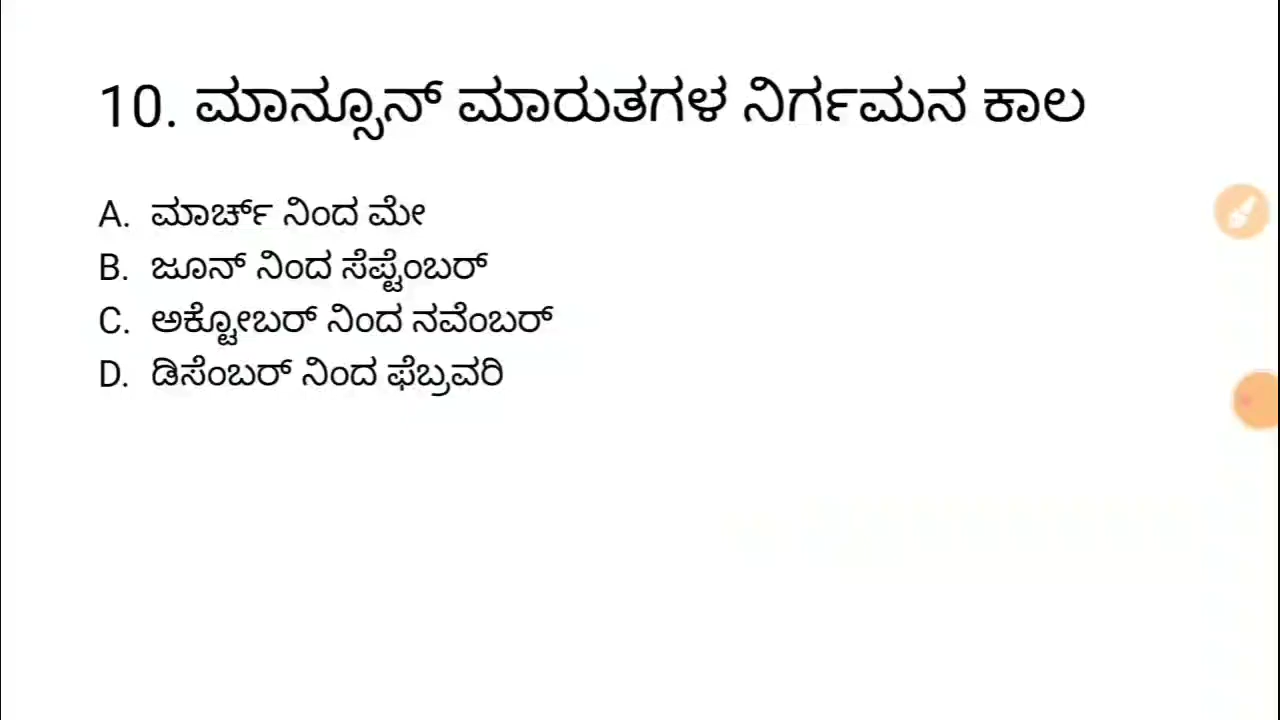 10. ಮಾನ್ಸೂನ್ ಮಾರುತಗಳ ನಿರ್ಗಮನ ಕಾಲ
A. ಮಾರ್ಚ್ ನಿಂದ ಮೇ
B. ಜೂನ್ ನಿಂದ ಸೆಪ್ಟೆಂಬರ್
C. ಅಕ್ಟೋಬರ್ ನಿಂದ ನವೆಂಬರ್
D. ಡಿಸೆಂಬರ್ ನಿಂದ ಫೆಬ್ರವರಿ